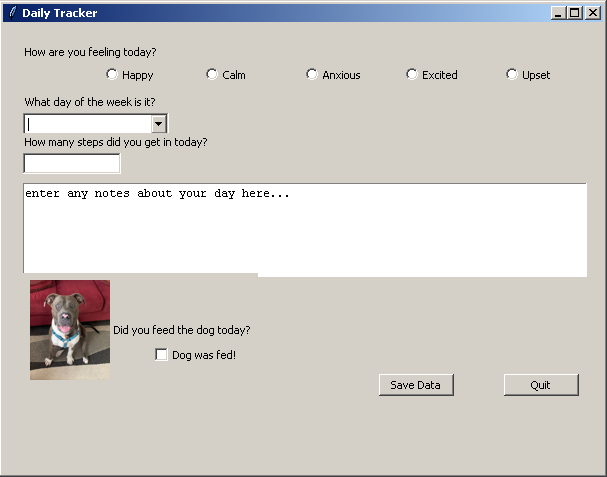 Daily Tracker
How are you feeling today?
Happy Calm Anxious Excited Upset
What day of the week is it?
How many steps did you get in today?
enter any notes about your day here...
Did you feed the dog today?
Dog was fed!
Save Data Quit